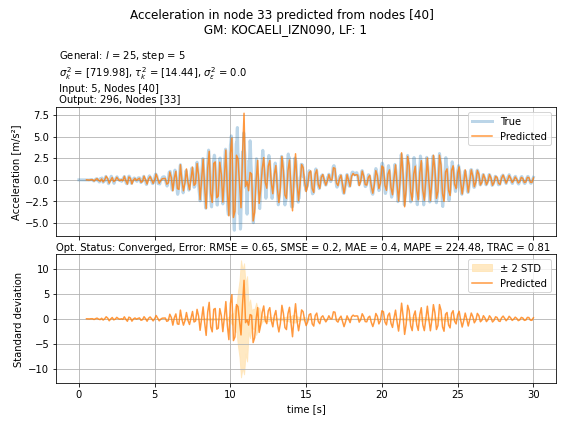 Acceleration in node 33 predicted from nodes [40]
GM: KOCAELI_IZN090, LF: 1
General: l = 25, step = 5
σ²ₖ = [719.98], τ²ₖ = [14.44], σ²ε = 0.0
Input: 5, Nodes [40]
Output: 296, Nodes [33]
7.5
5.0
2.5
0.0
−2.5
−5.0
Acceleration [m/s²]
True
Predicted
Opt. Status: Converged, Error: RMSE = 0.65, SMSE = 0.2, MAE = 0.4, MAPE = 224.48, TRAC = 0.81
10
5
0
−5
−10
Standard deviation
± 2 STD
Predicted
0 5 10 15 20 25 30
time [s]